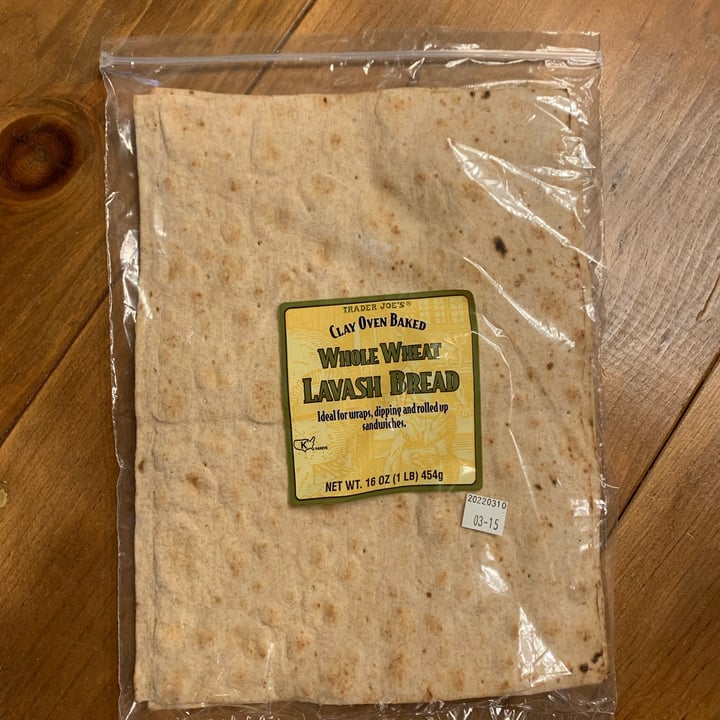 TRADER JOE'S®
CLAY OVEN BAKED
WHOLE WHEAT
LAVASH BREAD
Ideal for wraps, dipping and rolled up
sandwiches.
K PAREVE
NET WT. 16 OZ (1 LB) 454g
20220310
03-15